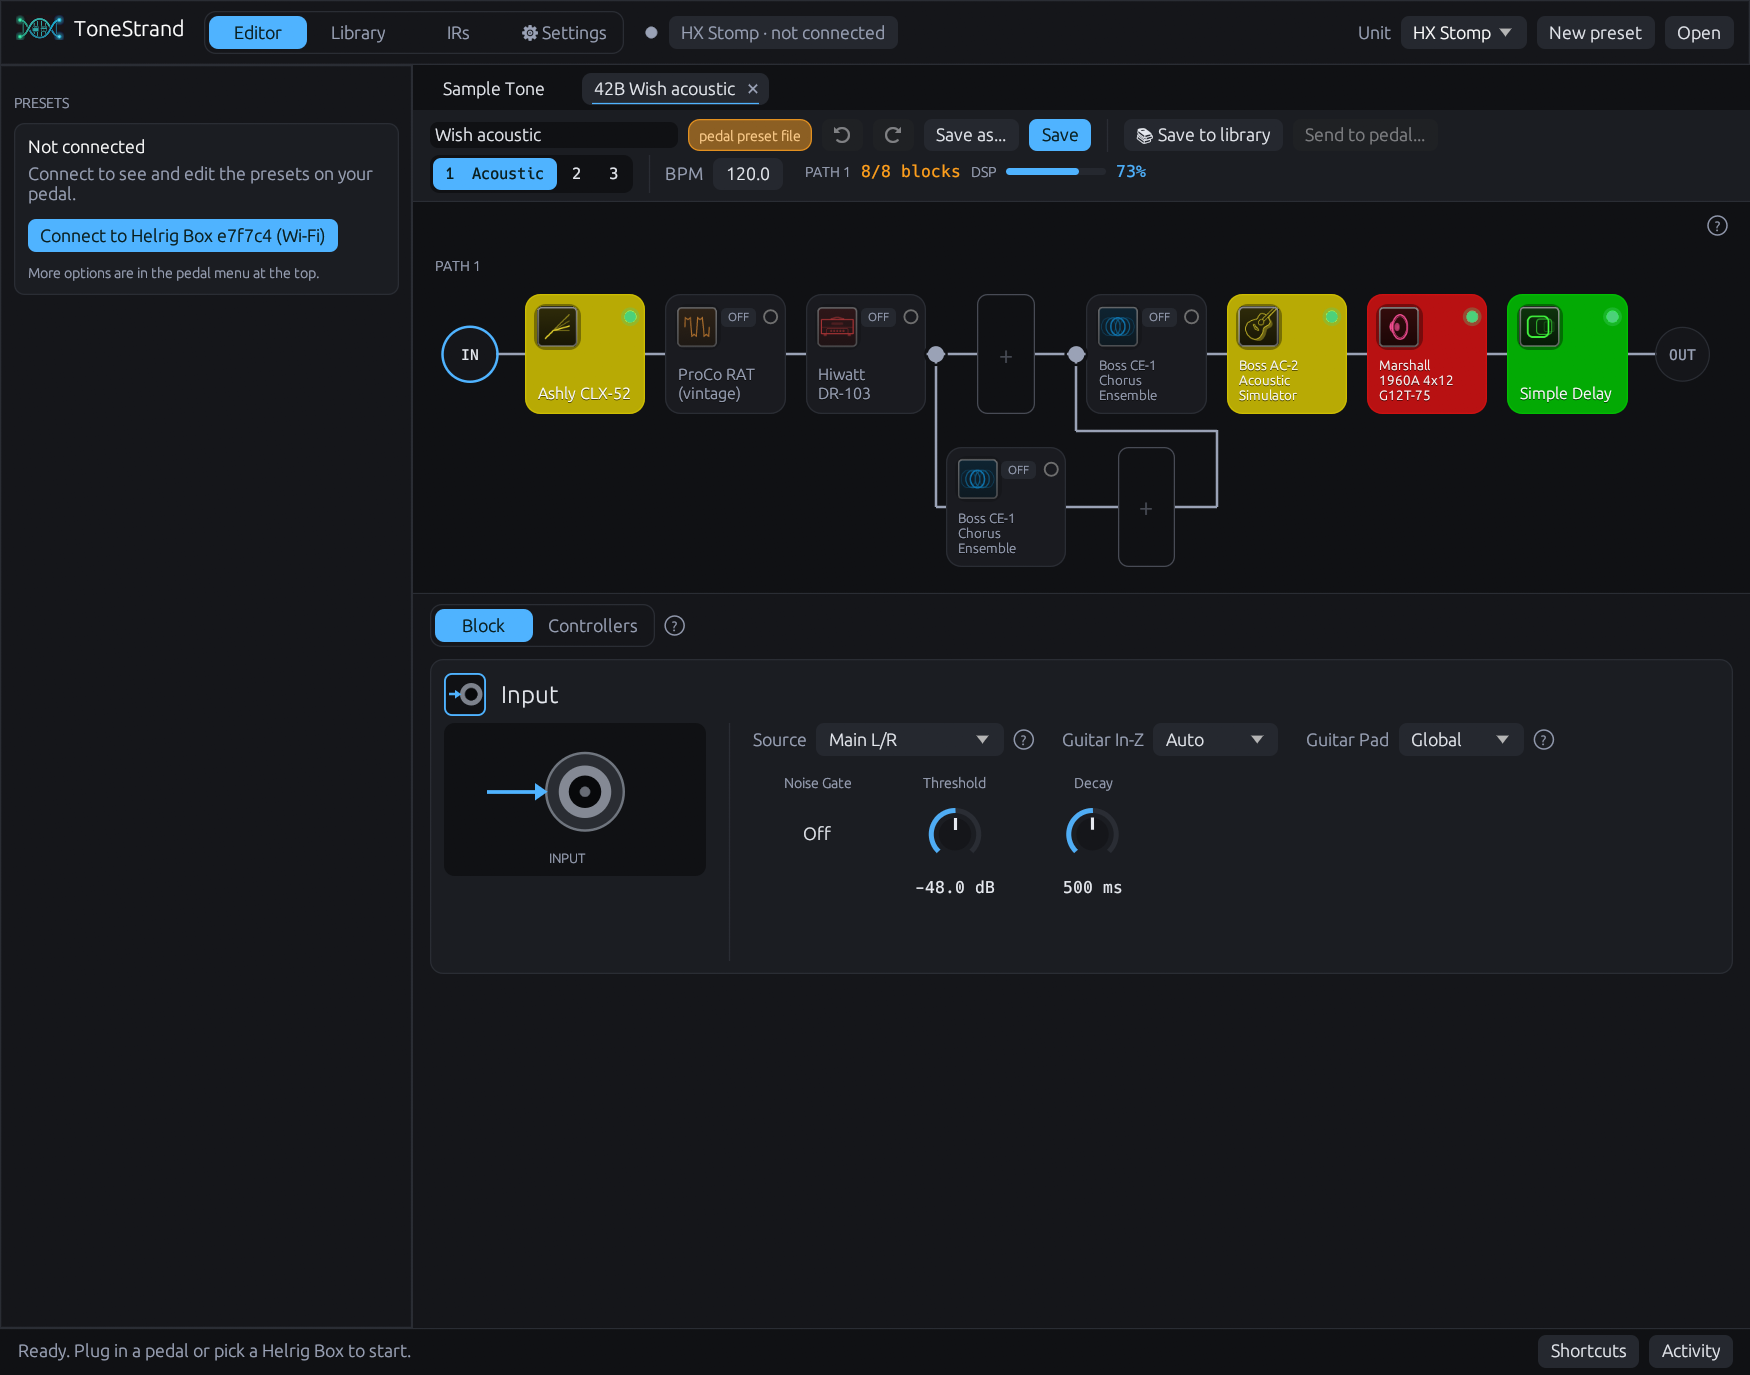 ToneStrand
Editor
Library
IRs
Settings
HX Stomp · not connected
Unit
HX Stomp
New preset
Open
PRESETS
Not connected
Connect to see and edit the presets on your
pedal.
Connect to Helrig Box e7f7c4 (Wi-Fi)
More options are in the pedal menu at the top.
Sample Tone
42B Wish acoustic ×
Wish acoustic
pedal preset file
Save as...
Save
Save to library
Send to pedal...
1 Acoustic
2
3
BPM
120.0
PATH 1
8/8 blocks
DSP
73%
?
PATH 1
IN
Ashly CLX-52
OFF
ProCo RAT
(vintage)
OFF
Hiwatt
DR-103
+
OFF
Boss CE-1
Chorus
Ensemble
Boss AC-2
Acoustic
Simulator
Marshall
1960A 4x12
G12T-75
Simple Delay
OUT
OFF
Boss CE-1
Chorus
Ensemble
+
Block
Controllers
?
Input
INPUT
Source
Main L/R
?
Guitar In-Z
Auto
Guitar Pad
Global
?
Noise Gate
Off
Threshold
-48.0 dB
Decay
500 ms
Ready. Plug in a pedal or pick a Helrig Box to start.
Shortcuts
Activity